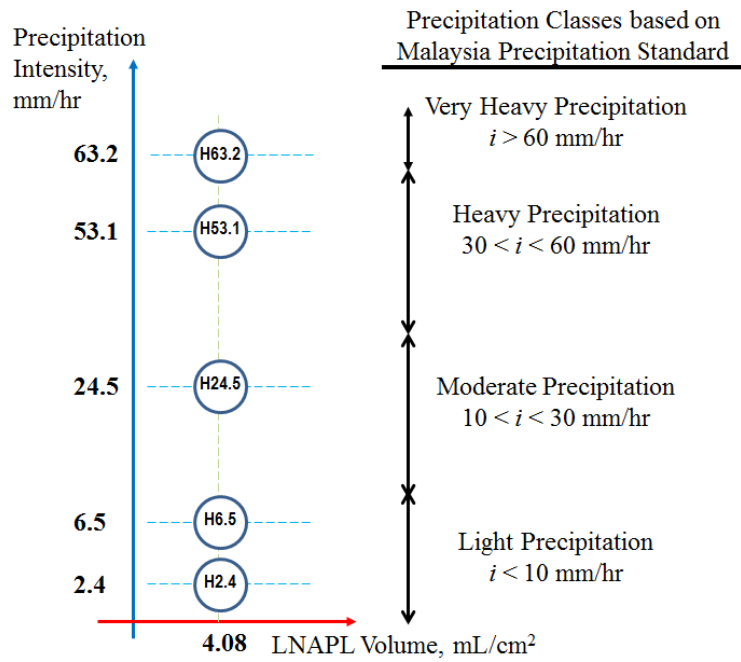 Precipitation
Intensity,
mm/hr
63.2
53.1
24.5
6.5
2.4
H63.2
H53.1
H24.5
H6.5
H2.4
4.08 LNAPL Volume, mL/cm²
Precipitation Classes based on
Malaysia Precipitation Standard
Very Heavy Precipitation
i > 60 mm/hr
Heavy Precipitation
30 < i < 60 mm/hr
Moderate Precipitation
10 < i < 30 mm/hr
Light Precipitation
i < 10 mm/hr